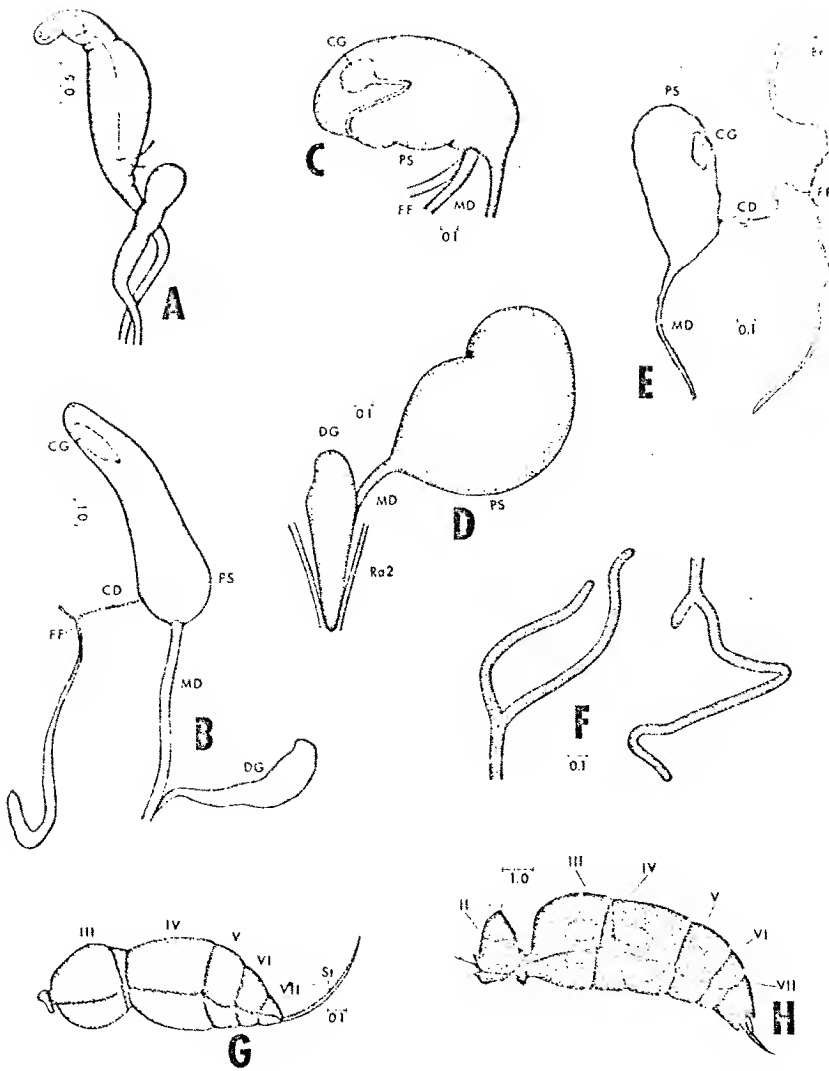 0.5
A
CG
PS
C
FF
MD
0.1
PS
CG
CD
FF
MD
0.1
E
CG
0.1
CD
FF
PS
MD
B
DG
DG
0.1
MD
PS
D
Ra2
F
0.1
III
IV
V
VI
VII
St
0.1
G
1.0
II
III
IV
V
VI
VII
H